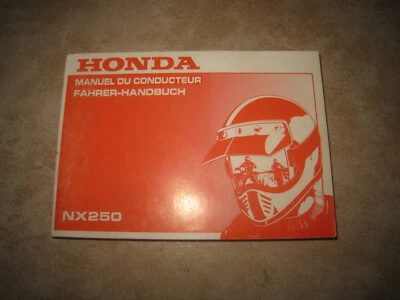 HONDA
MANUEL DU CONDUCTEUR
FAHRER-HANDBUCH
NX250